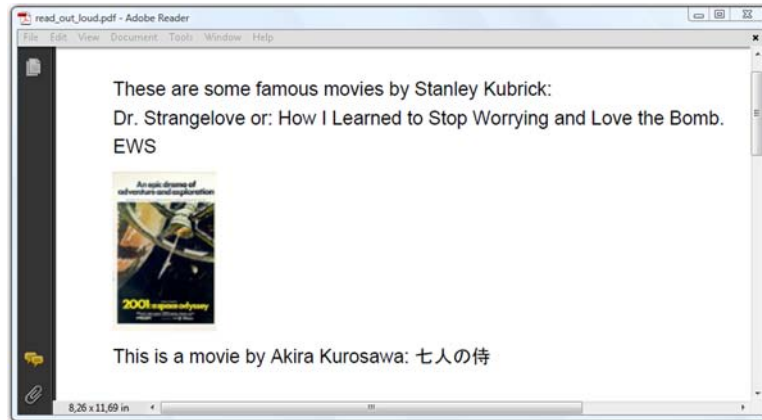 read_out_loud.pdf - Adobe Reader
File Edit View Document Tools Window Help
These are some famous movies by Stanley Kubrick:
Dr. Strangelove or: How I Learned to Stop Worrying and Love the Bomb.
EWS
An epic drama of
adventure and exploration
2001: a space odyssey
This is a movie by Akira Kurosawa: 七人の侍
8,26 x 11,69 in